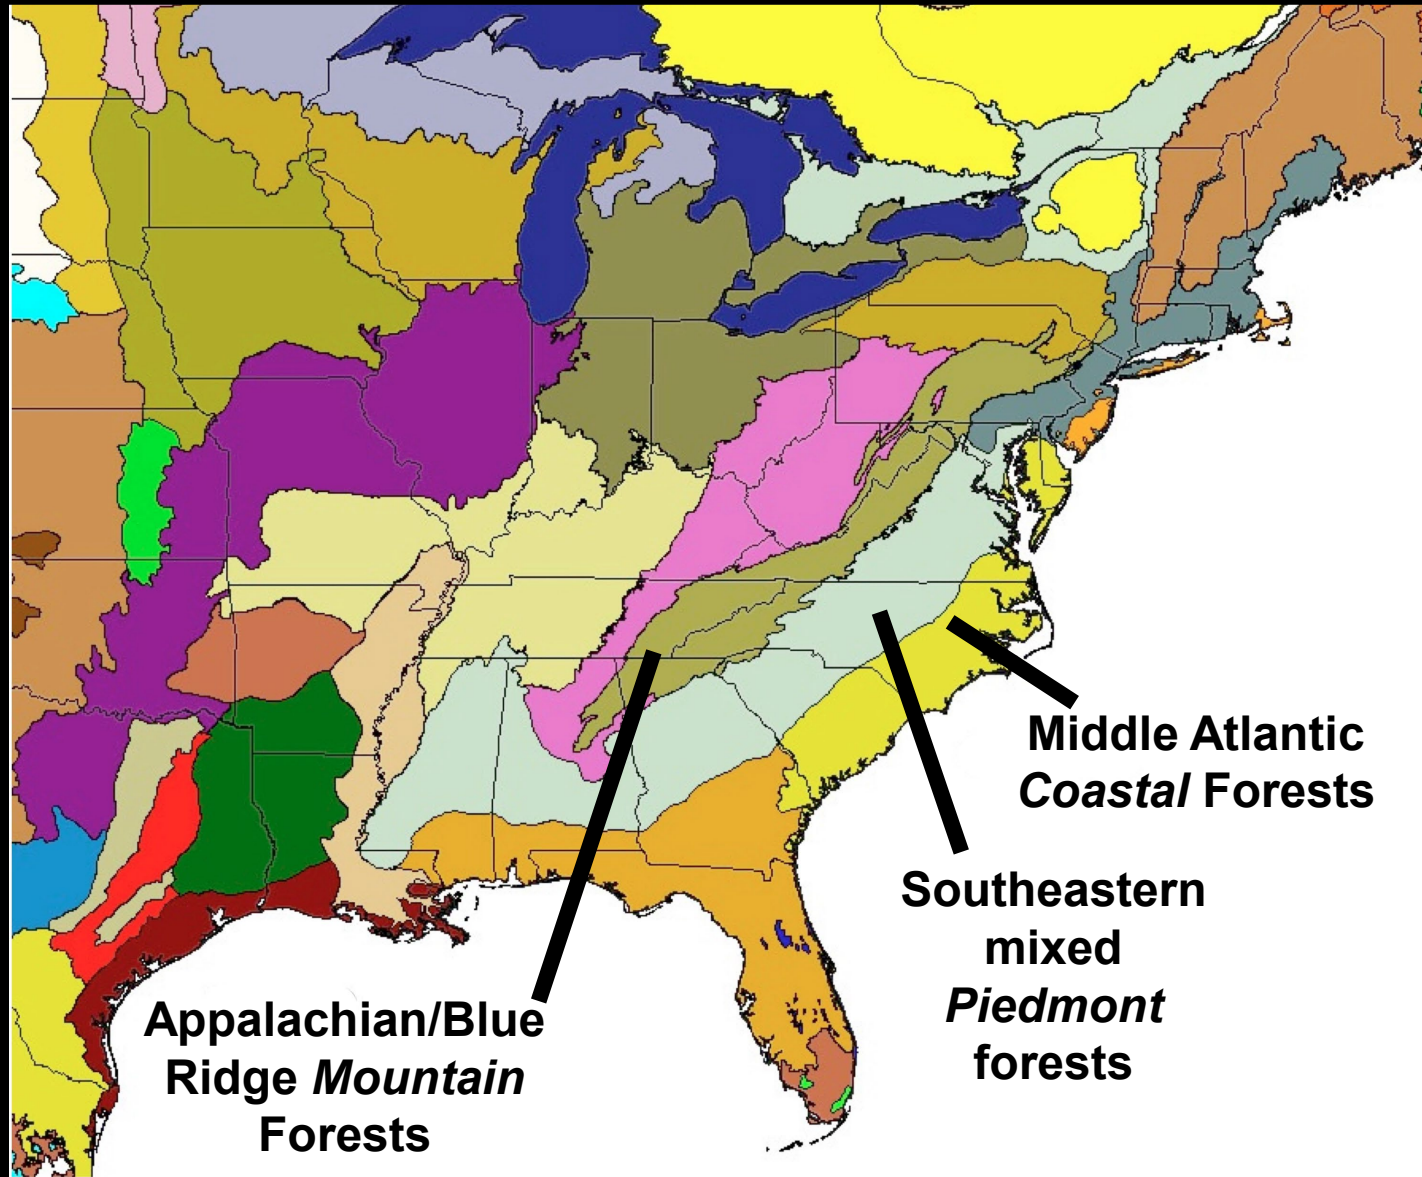 Middle Atlantic
Coastal Forests
Southeastern
mixed
Piedmont
forests
Appalachian/Blue
Ridge Mountain
Forests